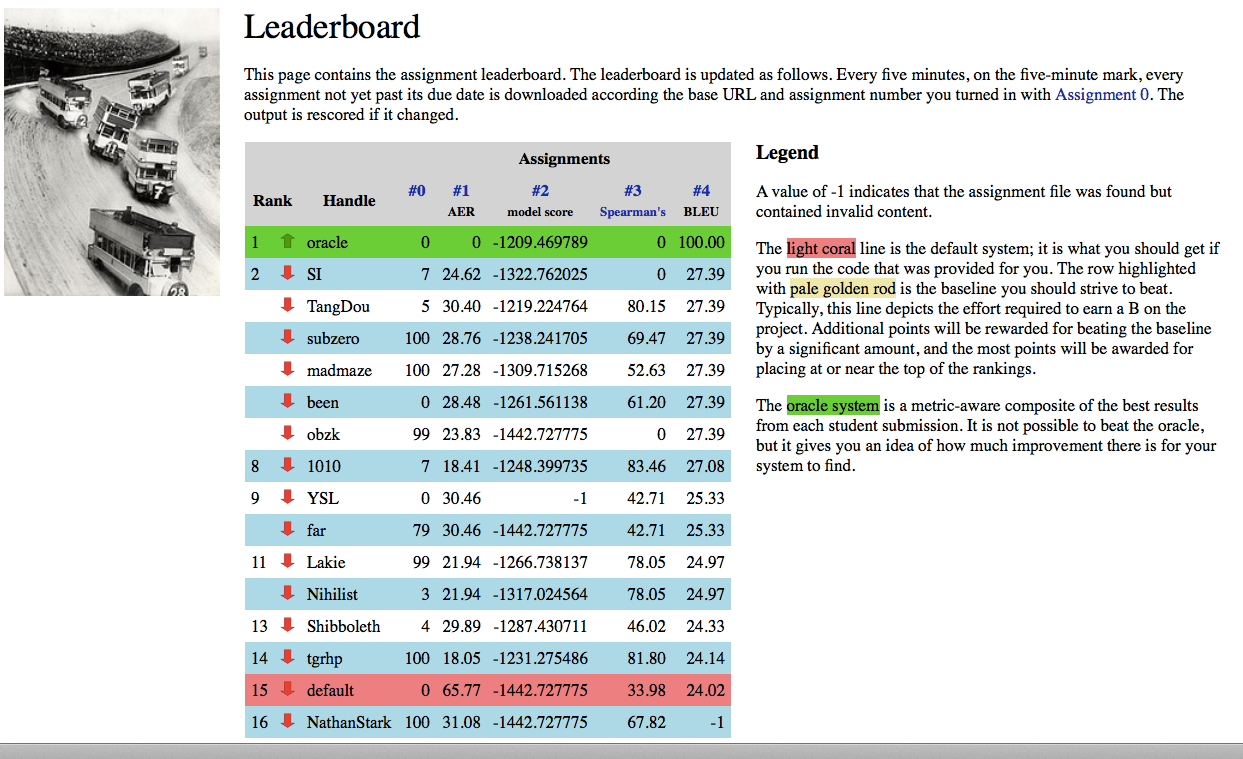 Leaderboard
This page contains the assignment leaderboard. The leaderboard is updated as follows. Every five minutes, on the five-minute mark, every
assignment not yet past its due date is downloaded according the base URL and assignment number you turned in with Assignment 0. The
output is rescored if it changed.
Assignments
Rank Handle #0 #1 #2 #3 #4
AER model score Spearman's BLEU
1 oracle 0 0 -1209.469789 0 100.00
2 SI 7 24.62 -1322.762025 0 27.39
TangDou 5 30.40 -1219.224764 80.15 27.39
subzero 100 28.76 -1238.241705 69.47 27.39
madmaze 100 27.28 -1309.715268 52.63 27.39
been 0 28.48 -1261.561138 61.20 27.39
obzk 99 23.83 -1442.727775 0 27.39
8 1010 7 18.41 -1248.399735 83.46 27.08
9 YSL 0 30.46 -1 42.71 25.33
far 79 30.46 -1442.727775 42.71 25.33
11 Lakie 99 21.94 -1266.738137 78.05 24.97
Nihilist 3 21.94 -1317.024564 78.05 24.97
13 Shibboleth 4 29.89 -1287.430711 46.02 24.33
14 tgrhp 100 18.05 -1231.275486 81.80 24.14
15 default 0 65.77 -1442.727775 33.98 24.02
16 NathanStark 100 31.08 -1442.727775 67.82 -1
Legend
A value of -1 indicates that the assignment file was found but
contained invalid content.
The light coral line is the default system; it is what you should get if
you run the code that was provided for you. The row highlighted
with pale golden rod is the baseline you should strive to beat.
Typically, this line depicts the effort required to earn a B on the
project. Additional points will be rewarded for beating the baseline
by a significant amount, and the most points will be awarded for
placing at or near the top of the rankings.
The oracle system is a metric-aware composite of the best results
from each student submission. It is not possible to beat the oracle,
but it gives you an idea of how much improvement there is for your
system to find.
7
28